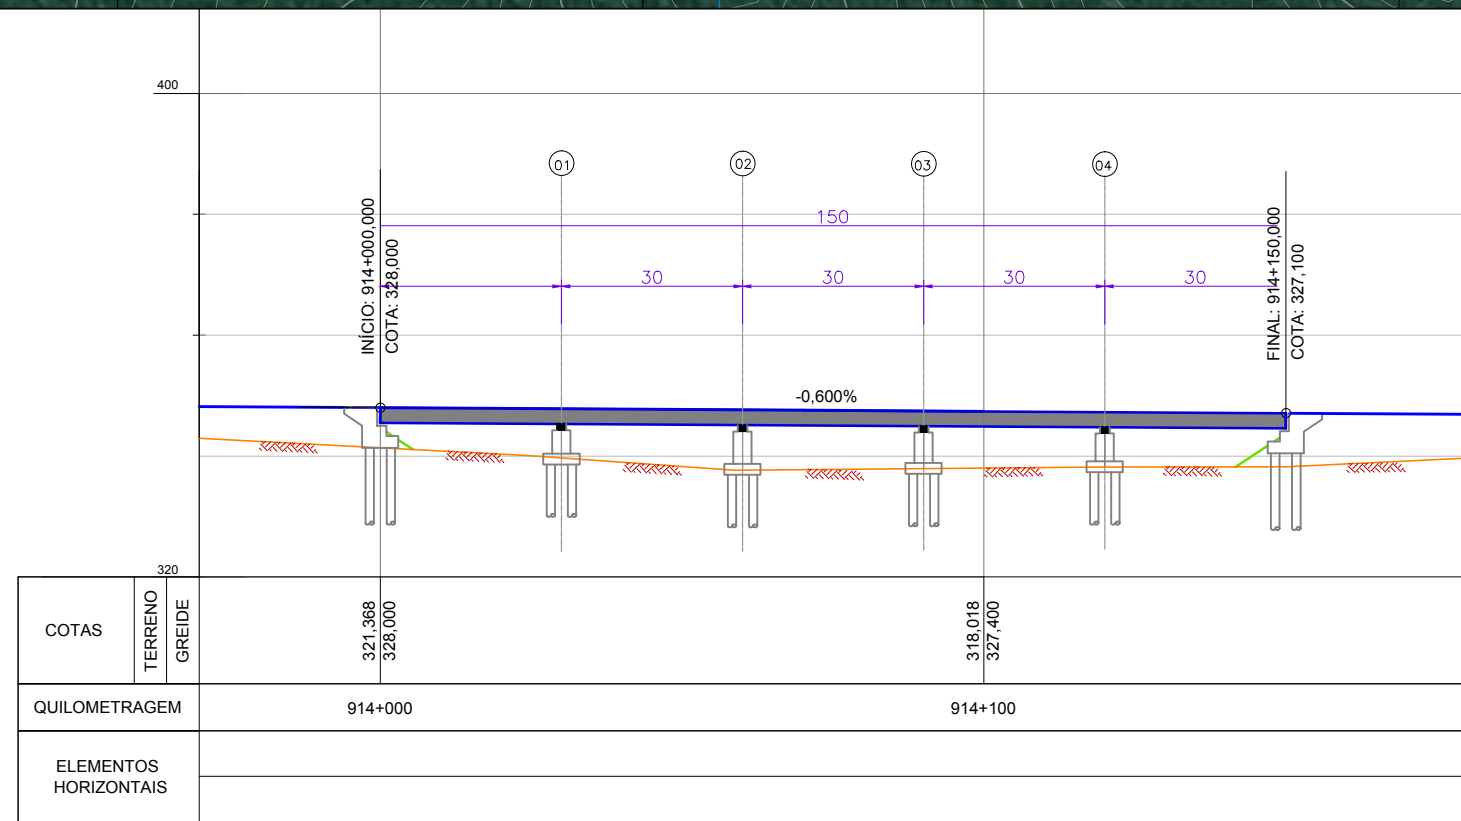 400
01
02
03
04
150
INÍCIO: 914+000,000
COTA: 328,000
FINAL: 914+150,000
COTA: 327,100
30
30
30
30
-0,600%
320
COTAS
TERRENO
GREIDE
321,368
328,000
318,018
327,400
QUILOMETRAGEM
914+000
914+100
ELEMENTOS
HORIZONTAIS